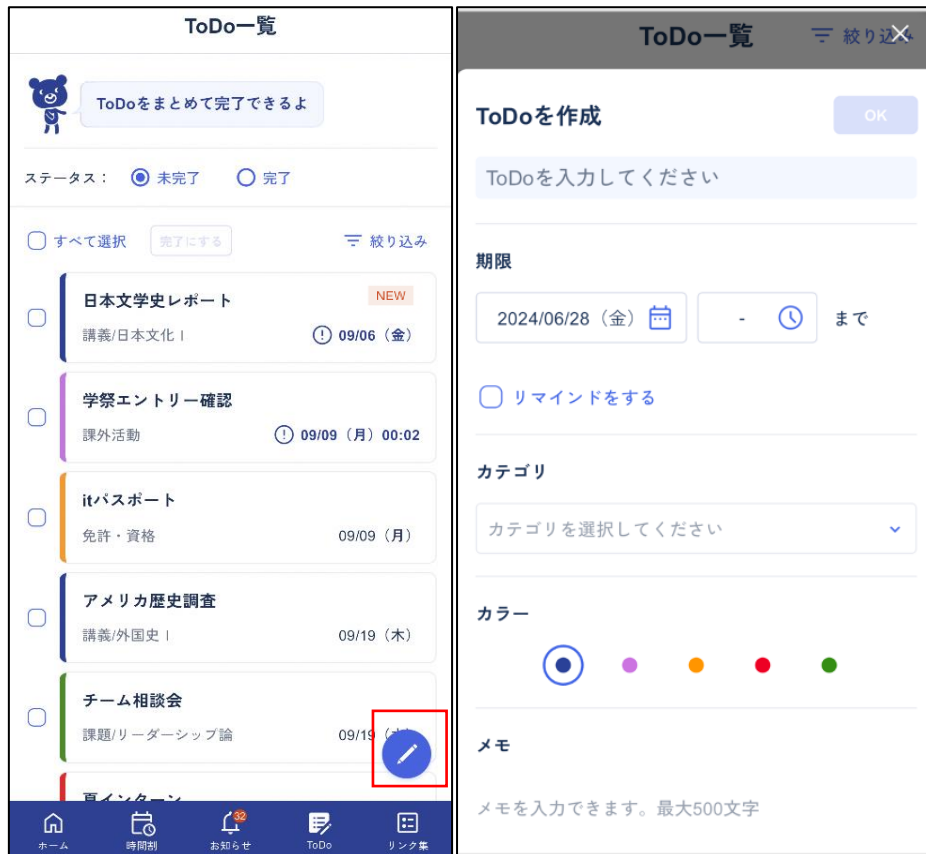 ToDo一覧
ToDoをまとめて完了できるよ
ステータス： 未完了 完了
すべて選択 完了にする 絞り込み
日本文学史レポート NEW
講義/日本文化Ⅰ 09/06（金）
学祭エントリー確認
課外活動 09/09（月）00:02
itパスポート
免許・資格 09/09（月）
アメリカ歴史調査
講義/外国史Ⅰ 09/19（木）
チーム相談会
課題/リーダーシップ論 09/19
夏インターン
ホーム 時間割 32 お知らせ ToDo リンク集
ToDo一覧 絞り込み
ToDoを作成 OK
ToDoを入力してください
期限
2024/06/28（金） - まで
リマインドをする
カテゴリ
カテゴリを選択してください
カラー
メモ
メモを入力できます。最大500文字